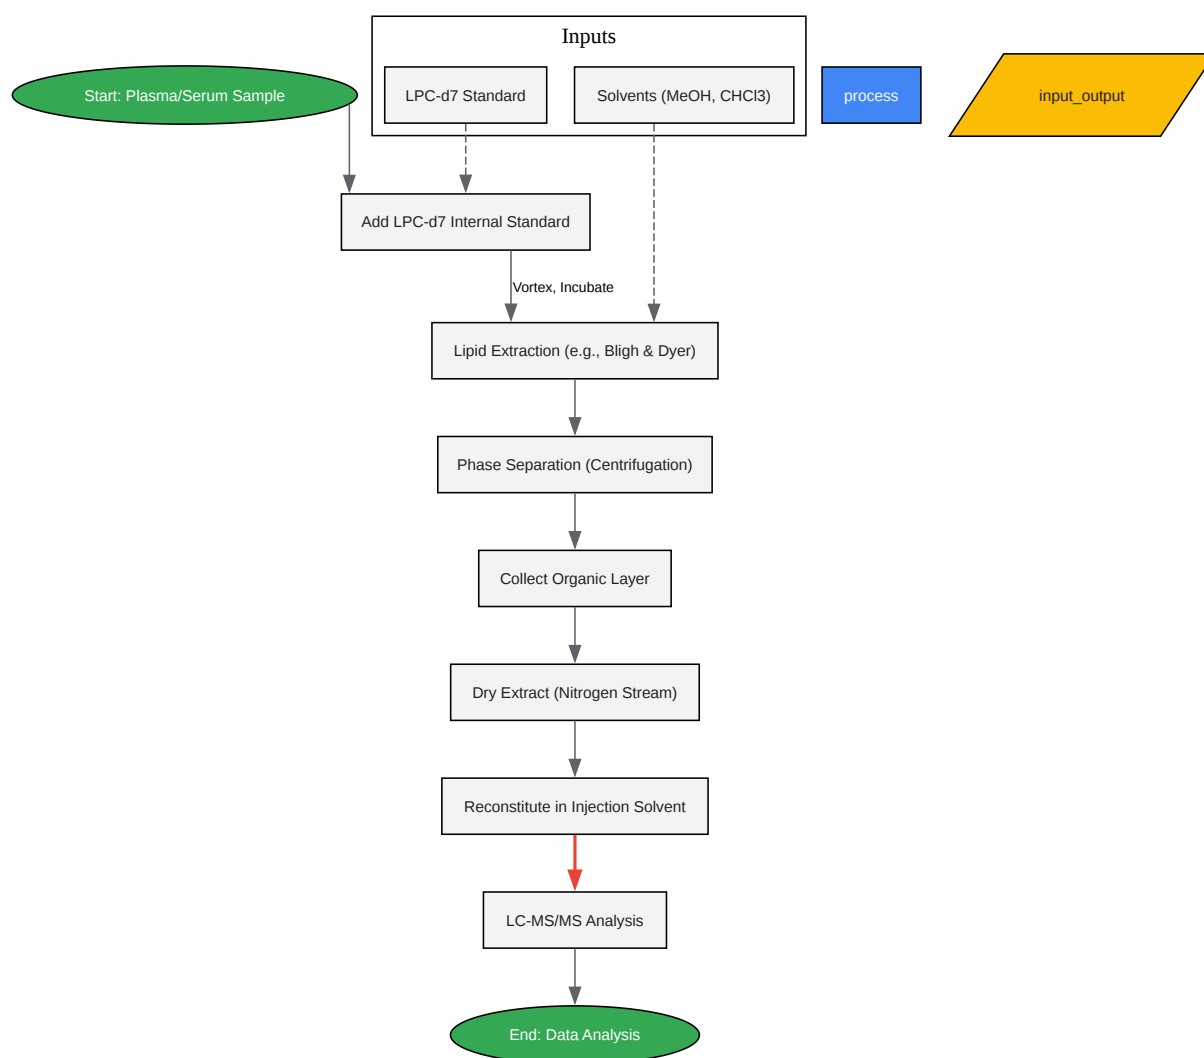 Inputs
Start: Plasma/Serum Sample
LPC-d7 Standard
Solvents (MeOH, CHCl3)
process
input_output
Add LPC-d7 Internal Standard
Vortex, Incubate
Lipid Extraction (e.g., Bligh & Dyer)
Phase Separation (Centrifugation)
Collect Organic Layer
Dry Extract (Nitrogen Stream)
Reconstitute in Injection Solvent
LC-MS/MS Analysis
End: Data Analysis